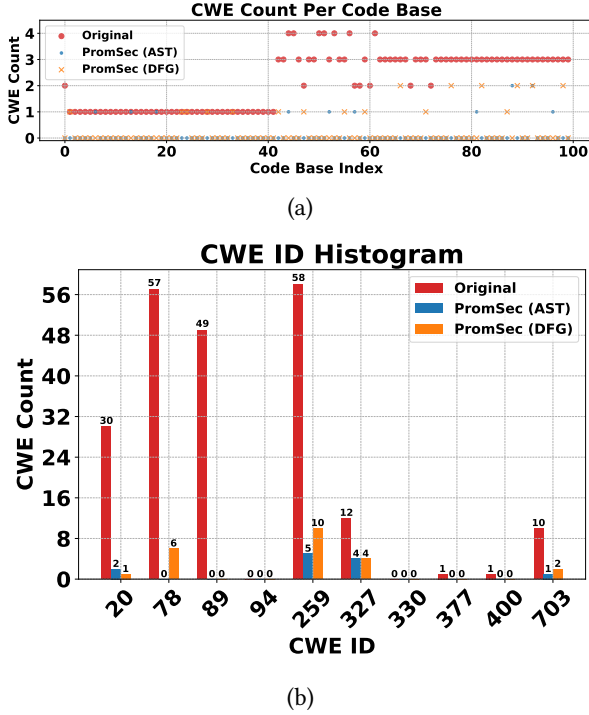 CWE Count Per Code Base
CWE Count
4
3
2
1
0
Original
PromSec (AST)
PromSec (DFG)
0 20 40 60 80 100
Code Base Index
(a)
CWE ID Histogram
CWE Count
56
48
40
32
24
16
8
0
Original
PromSec (AST)
PromSec (DFG)
30 2 1
57 0 6
49 0 0
0 0 0
58 5 10
12 4 4
0 0 0
1 0 0
1 0 0
10 1 2
20 78 89 94 259 327 330 377 400 703
CWE ID
(b)